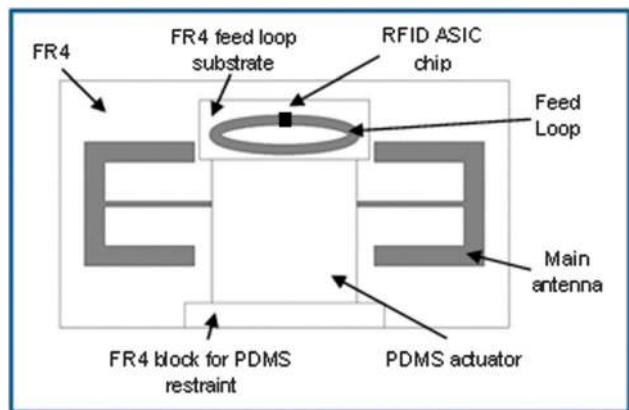 FR4
FR4 feed loop
substrate
RFID ASIC
chip
Feed
Loop
Main
antenna
FR4 block for PDMS
restraint
PDMS actuator